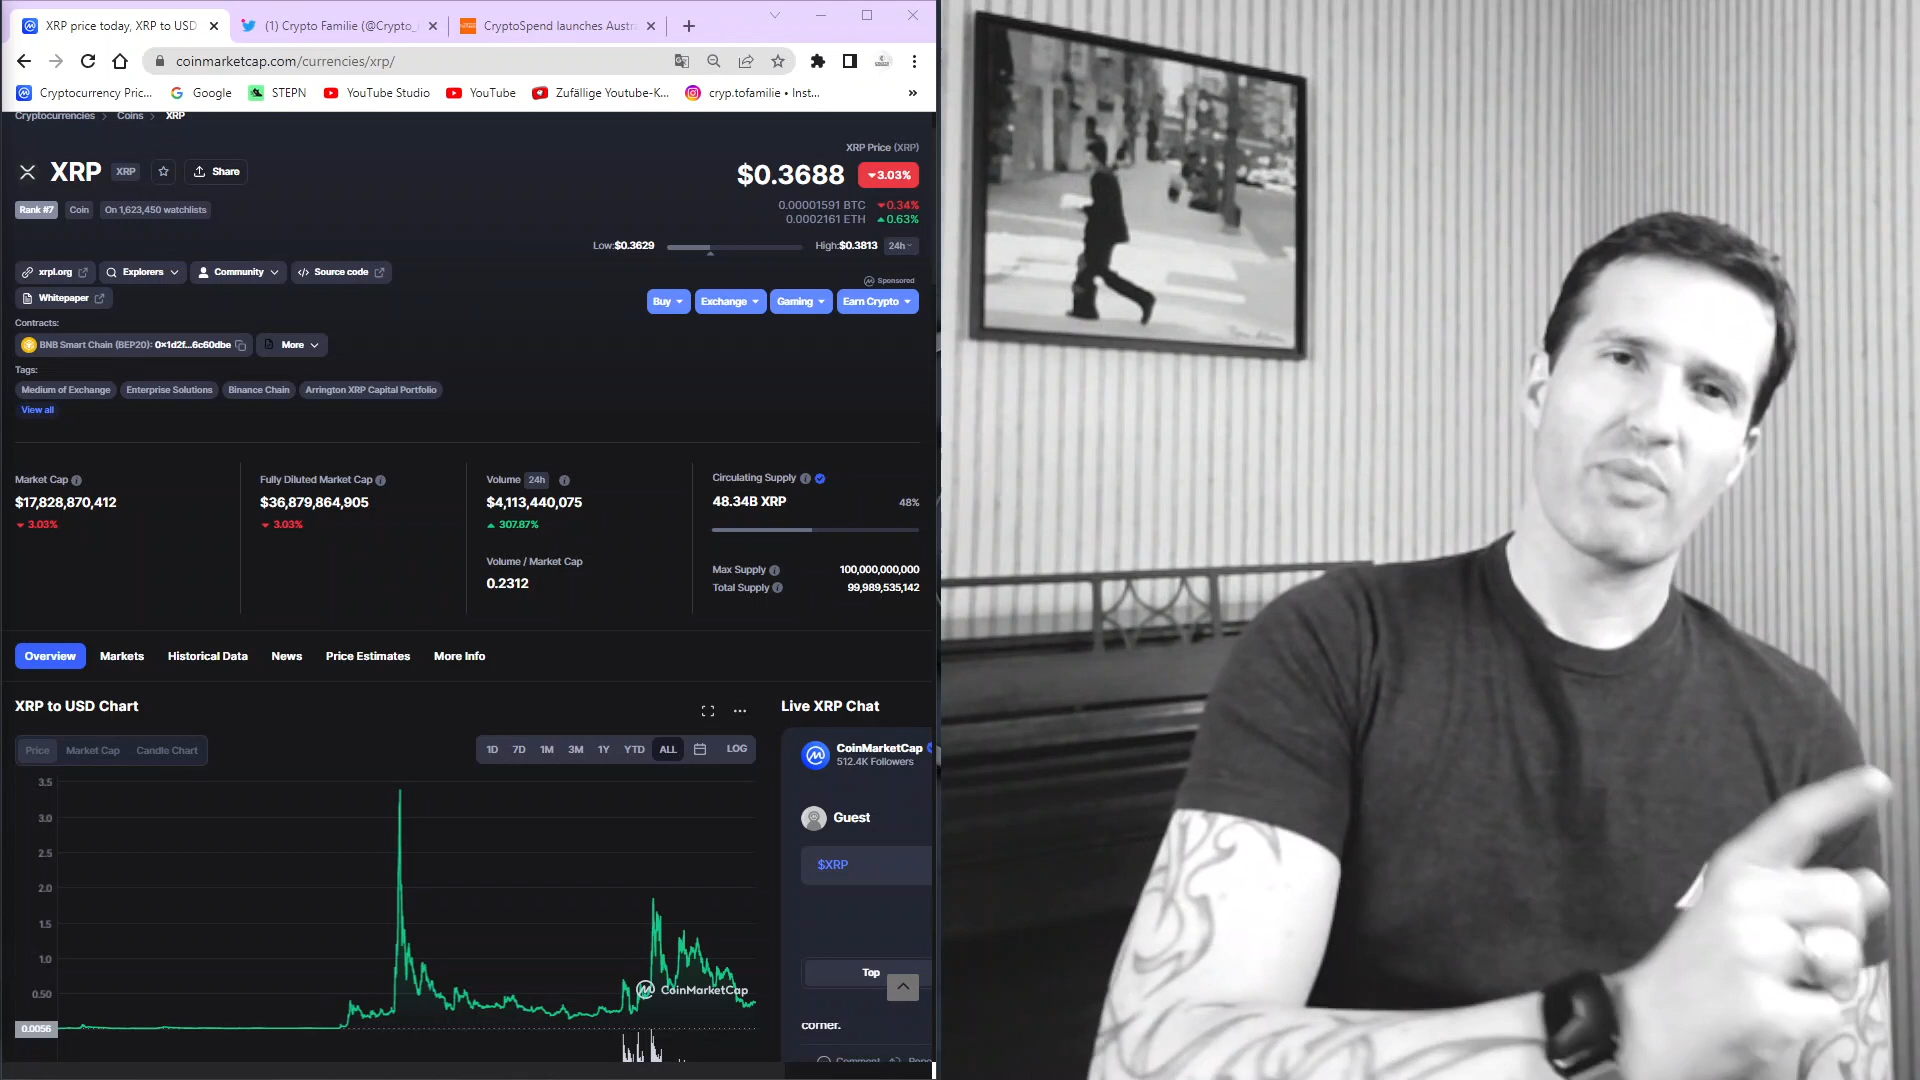 XRP price today, XRP to USD
(1) Crypto Familie (@Crypto_
CryptoSpend launches Austra
coinmarketcap.com/currencies/xrp/
Cryptocurrency Pric...
Google
STEPN
YouTube Studio
YouTube
Zufällige Youtube-K...
cryp.tofamilie • Inst...
Cryptocurrencies
Coins
XRP
XRP Price (XRP)
XRP XRP Share
$0.3688 3.03%
Rank #7 Coin On 1,623,450 watchlists
0.00001591 BTC 0.34%
0.0002161 ETH 0.63%
Low:$0.3629 High:$0.3813 24h
xrpl.org Explorers Community Source code
Sponsored
Whitepaper
Buy Exchange Gaming Earn Crypto
Contracts:
BNB Smart Chain (BEP20): 0x1d2f...6c60dbe More
Tags:
Medium of Exchange Enterprise Solutions Binance Chain Arrington XRP Capital Portfolio
View all
Market Cap
$17,828,870,412
3.03%
Fully Diluted Market Cap
$36,879,864,905
3.03%
Volume 24h
$4,113,440,075
307.87%
Volume / Market Cap
0.2312
Circulating Supply
48.34B XRP 48%
Max Supply 100,000,000,000
Total Supply 99,989,535,142
Overview Markets Historical Data News Price Estimates More Info
XRP to USD Chart
Live XRP Chat
Price Market Cap Candle Chart
1D 7D 1M 3M 1Y YTD ALL LOG
CoinMarketCap
512.4K Followers
3.5
3.0
2.5
2.0
1.5
1.0
0.50
0.0056
CoinMarketCap
Guest
$XRP
Top
corner.
Comment